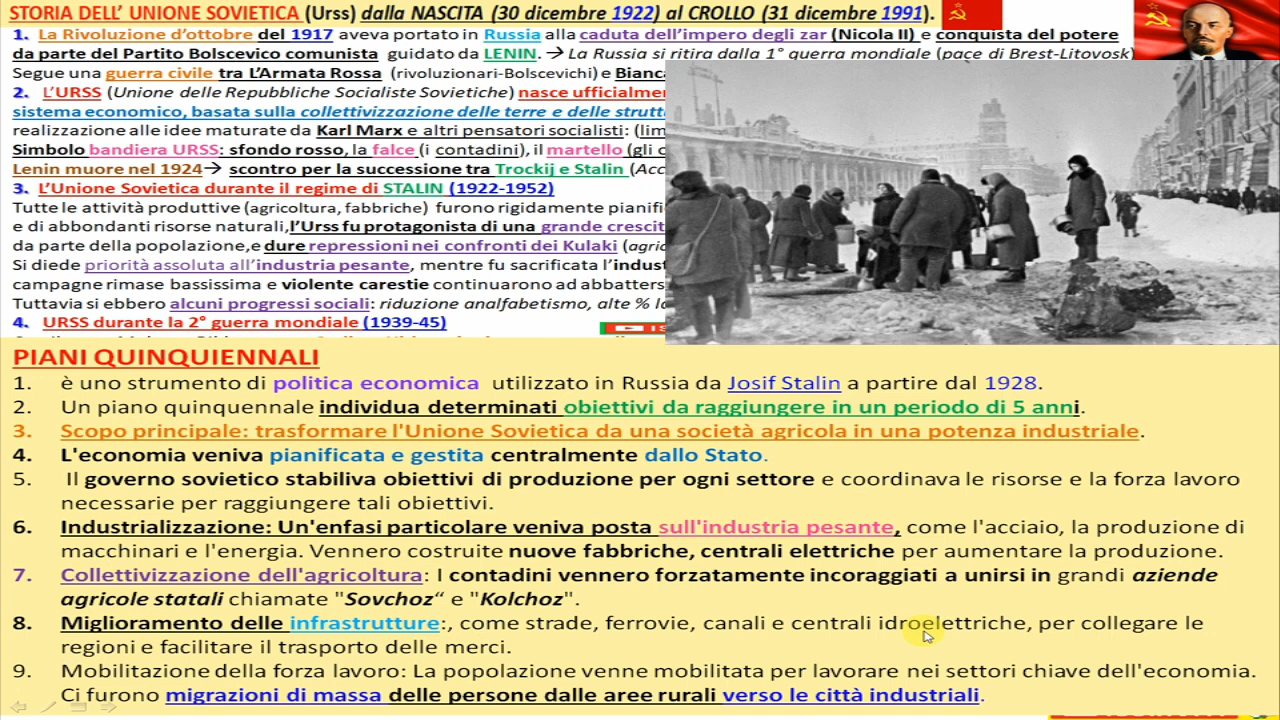 STORIA DELL’ UNIONE SOVIETICA (Urss) dalla NASCITA (30 dicembre 1922) al CROLLO (31 dicembre 1991).
1. La Rivoluzione d’ottobre del 1917 aveva portato in Russia alla caduta dell’impero degli zar (Nicola II) e conquista del potere
da parte del Partito Bolscevico comunista guidato da LENIN. → La Russia si ritira dalla 1° guerra mondiale (pace di Brest-Litovosk)
Segue una guerra civile tra L’Armata Rossa (rivoluzionari-Bolscevichi) e Bianca
2. L’URSS (Unione delle Repubbliche Socialiste Sovietiche) nasce ufficialmen
sistema economico, basata sulla collettivizzazione delle terre e delle strutt
realizzazione alle idee maturate da Karl Marx e altri pensatori socialisti: (lim
Simbolo bandiera URSS: sfondo rosso, la falce (i contadini), il martello (gli o
Lenin muore nel 1924→ scontro per la successione tra Trockij e Stalin (Acc
3. L’Unione Sovietica durante il regime di STALIN (1922-1952)
Tutte le attività produttive (agricoltura, fabbriche) furono rigidamente pianifi
e di abbondanti risorse naturali,l’Urss fu protagonista di una grande crescit
da parte della popolazione,e dure repressioni nei confronti dei Kulaki (agric
Si diede priorità assoluta all’industria pesante, mentre fu sacrificata l’indust
campagne rimase bassissima e violente carestie continuarono ad abbatters
Tuttavia si ebbero alcuni progressi sociali: riduzione analfabetismo, alte % la
4. URSS durante la 2° guerra mondiale (1939-45)
PIANI QUINQUIENNALI
1. è uno strumento di politica economica utilizzato in Russia da Josif Stalin a partire dal 1928.
2. Un piano quinquennale individua determinati obiettivi da raggiungere in un periodo di 5 anni.
3. Scopo principale: trasformare l'Unione Sovietica da una società agricola in una potenza industriale.
4. L'economia veniva pianificata e gestita centralmente dallo Stato.
5. Il governo sovietico stabiliva obiettivi di produzione per ogni settore e coordinava le risorse e la forza lavoro
necessarie per raggiungere tali obiettivi.
6. Industrializzazione: Un'enfasi particolare veniva posta sull'industria pesante, come l'acciaio, la produzione di
macchinari e l'energia. Vennero costruite nuove fabbriche, centrali elettriche per aumentare la produzione.
7. Collettivizzazione dell'agricoltura: I contadini vennero forzatamente incoraggiati a unirsi in grandi aziende
agricole statali chiamate "Sovchoz“ e "Kolchoz".
8. Miglioramento delle infrastrutture:, come strade, ferrovie, canali e centrali idroelettriche, per collegare le
regioni e facilitare il trasporto delle merci.
9. Mobilitazione della forza lavoro: La popolazione venne mobilitata per lavorare nei settori chiave dell'economia.
Ci furono migrazioni di massa delle persone dalle aree rurali verso le città industriali.